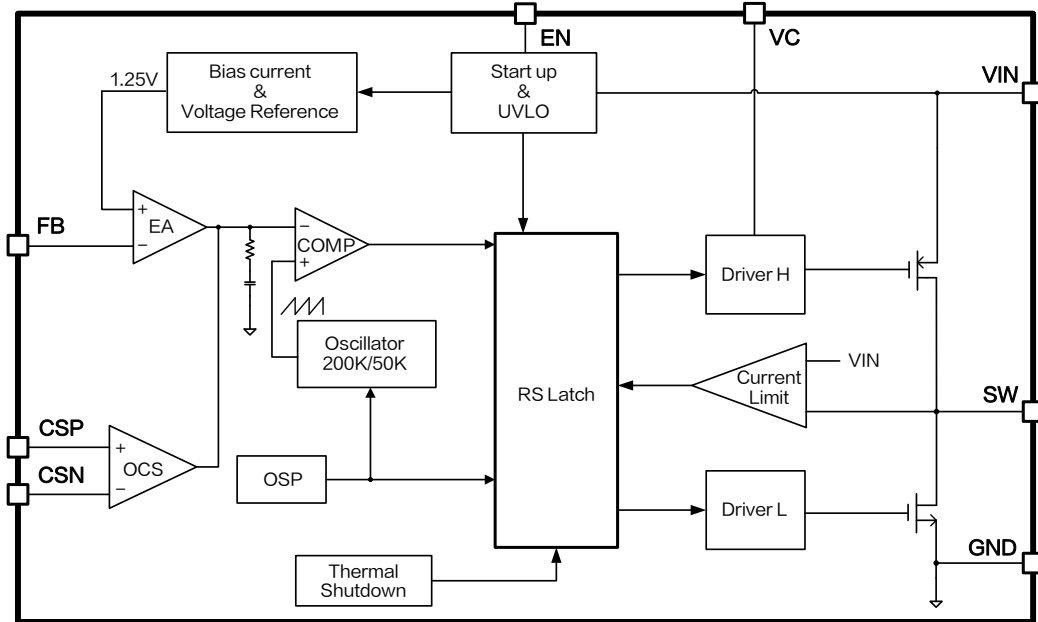 EN
VC
VIN
1.25V
Bias current
&
Voltage Reference
Start up
&
UVLO
FB
+
EA
−
−
COMP
+
Driver H
Oscillator
200K/50K
RS Latch
VIN
Current
Limit
SW
CSP
+
OCS
CSN
−
OSP
Driver L
GND
Thermal
Shutdown